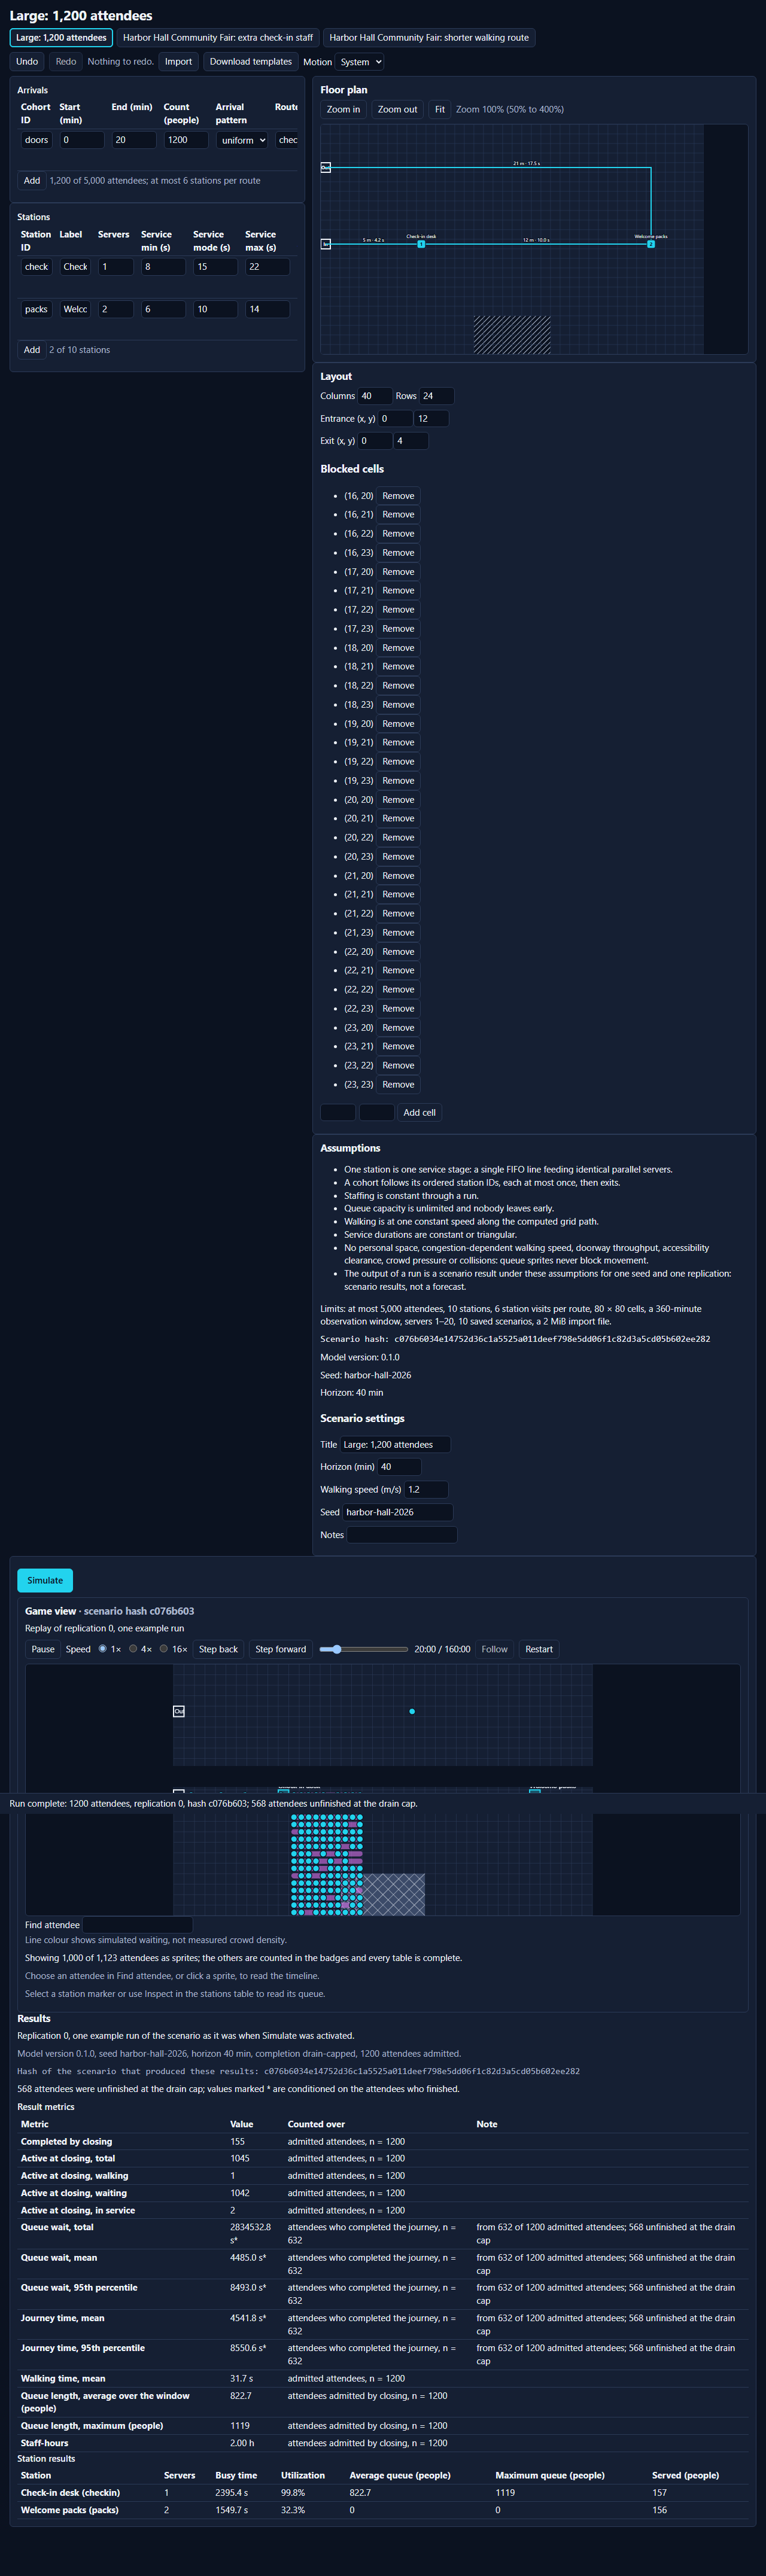 Large: 1,200 attendees
Large: 1,200 attendees Harbor Hall Community Fair: extra check-in staff Harbor Hall Community Fair: shorter walking route
Undo Redo Nothing to redo. Import Download templates Motion System
Arrivals
Cohort ID Start (min) End (min) Count (people) Arrival pattern Route
doors 0 20 1200 uniform chec
Add 1,200 of 5,000 attendees; at most 6 stations per route
Stations
Station ID Label Servers Service min (s) Service mode (s) Service max (s)
check Check 1 8 15 22
packs Welcc 2 6 10 14
Add 2 of 10 stations
Floor plan
Zoom in Zoom out Fit Zoom 100% (50% to 400%)
21 m · 17.5 s
Out
Check-in desk Welcome packs
In 5 m · 4.2 s 1 12 m · 10.0 s 2
Layout
Columns 40 Rows 24
Entrance (x, y) 0 12
Exit (x, y) 0 4
Blocked cells
(16, 20) Remove
(16, 21) Remove
(16, 22) Remove
(16, 23) Remove
(17, 20) Remove
(17, 21) Remove
(17, 22) Remove
(17, 23) Remove
(18, 20) Remove
(18, 21) Remove
(18, 22) Remove
(18, 23) Remove
(19, 20) Remove
(19, 21) Remove
(19, 22) Remove
(19, 23) Remove
(20, 20) Remove
(20, 21) Remove
(20, 22) Remove
(20, 23) Remove
(21, 20) Remove
(21, 21) Remove
(21, 22) Remove
(21, 23) Remove
(22, 20) Remove
(22, 21) Remove
(22, 22) Remove
(22, 23) Remove
(23, 20) Remove
(23, 21) Remove
(23, 22) Remove
(23, 23) Remove
Add cell
Assumptions
One station is one service stage: a single FIFO line feeding identical parallel servers.
A cohort follows its ordered station IDs, each at most once, then exits.
Staffing is constant through a run.
Queue capacity is unlimited and nobody leaves early.
Walking is at one constant speed along the computed grid path.
Service durations are constant or triangular.
No personal space, congestion-dependent walking speed, doorway throughput, accessibility
clearance, crowd pressure or collisions: queue sprites never block movement.
The output of a run is a scenario result under these assumptions for one seed and one replication:
scenario results, not a forecast.
Limits: at most 5,000 attendees, 10 stations, 6 station visits per route, 80 × 80 cells, a 360-minute
observation window, servers 1–20, 10 saved scenarios, a 2 MiB import file.
Scenario hash: c076b6034e14752d36c1a5525a011deef798e5dd06f1c82d3a5cd05b602ee282
Model version: 0.1.0
Seed: harbor-hall-2026
Horizon: 40 min
Scenario settings
Title Large: 1,200 attendees
Horizon (min) 40
Walking speed (m/s) 1.2
Seed harbor-hall-2026
Notes
Simulate
Game view · scenario hash c076b603
Replay of replication 0, one example run
Pause Speed 1× 4× 16× Step back Step forward 20:00 / 160:00 Follow Restart
Out
Run complete: 1200 attendees, replication 0, hash c076b603; 568 attendees unfinished at the drain cap.
Find attendee
Line colour shows simulated waiting, not measured crowd density.
Showing 1,000 of 1,123 attendees as sprites; the others are counted in the badges and every table is complete.
Choose an attendee in Find attendee, or click a sprite, to read the timeline.
Select a station marker or use Inspect in the stations table to read its queue.
Results
Replication 0, one example run of the scenario as it was when Simulate was activated.
Model version 0.1.0, seed harbor-hall-2026, horizon 40 min, completion drain-capped, 1200 attendees admitted.
Hash of the scenario that produced these results: c076b6034e14752d36c1a5525a011deef798e5dd06f1c82d3a5cd05b602ee282
568 attendees were unfinished at the drain cap; values marked * are conditioned on the attendees who finished.
Result metrics
Metric Value Counted over Note
Completed by closing 155 admitted attendees, n = 1200
Active at closing, total 1045 admitted attendees, n = 1200
Active at closing, walking 1 admitted attendees, n = 1200
Active at closing, waiting 1042 admitted attendees, n = 1200
Active at closing, in service 2 admitted attendees, n = 1200
Queue wait, total 2834532.8 s* attendees who completed the journey, n = 632 from 632 of 1200 admitted attendees; 568 unfinished at the drain cap
Queue wait, mean 4485.0 s* attendees who completed the journey, n = 632 from 632 of 1200 admitted attendees; 568 unfinished at the drain cap
Queue wait, 95th percentile 8493.0 s* attendees who completed the journey, n = 632 from 632 of 1200 admitted attendees; 568 unfinished at the drain cap
Journey time, mean 4541.8 s* attendees who completed the journey, n = 632 from 632 of 1200 admitted attendees; 568 unfinished at the drain cap
Journey time, 95th percentile 8550.6 s* attendees who completed the journey, n = 632 from 632 of 1200 admitted attendees; 568 unfinished at the drain cap
Walking time, mean 31.7 s admitted attendees, n = 1200
Queue length, average over the window (people) 822.7 attendees admitted by closing, n = 1200
Queue length, maximum (people) 1119 attendees admitted by closing, n = 1200
Staff-hours 2.00 h attendees admitted by closing, n = 1200
Station results
Station Servers Busy time Utilization Average queue (people) Maximum queue (people) Served (people)
Check-in desk (checkin) 1 2395.4 s 99.8% 822.7 1119 157
Welcome packs (packs) 2 1549.7 s 32.3% 0 0 156